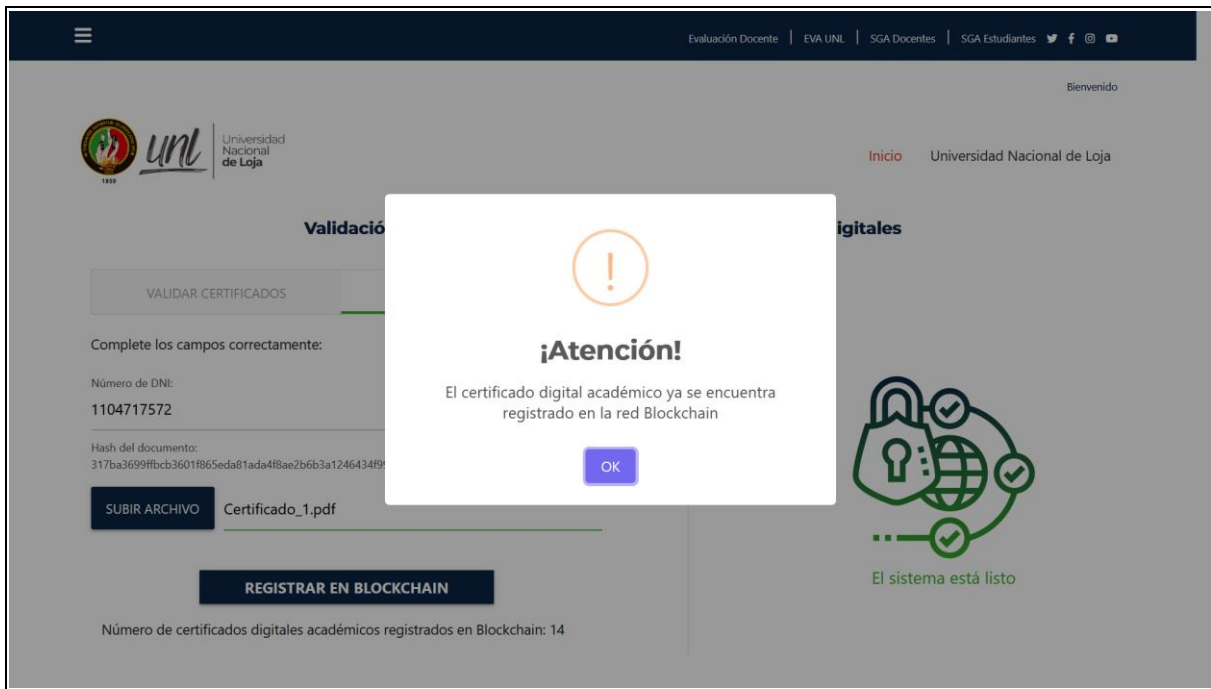 Evaluación Docente | EVA UNL | SGA Docentes | SGA Estudiantes
Bienvenido
1859
unl
Universidad
Nacional
de Loja
Inicio Universidad Nacional de Loja
Validació
igitales
VALIDAR CERTIFICADOS
¡Atención!
El certificado digital académico ya se encuentra
registrado en la red Blockchain
OK
Complete los campos correctamente:
Número de DNI:
1104717572
Hash del documento:
317ba3699ffbcb3601f865eda81ada4f8ae2b6b3a1246434f9
SUBIR ARCHIVO Certificado_1.pdf
REGISTRAR EN BLOCKCHAIN
Número de certificados digitales académicos registrados en Blockchain: 14
El sistema está listo